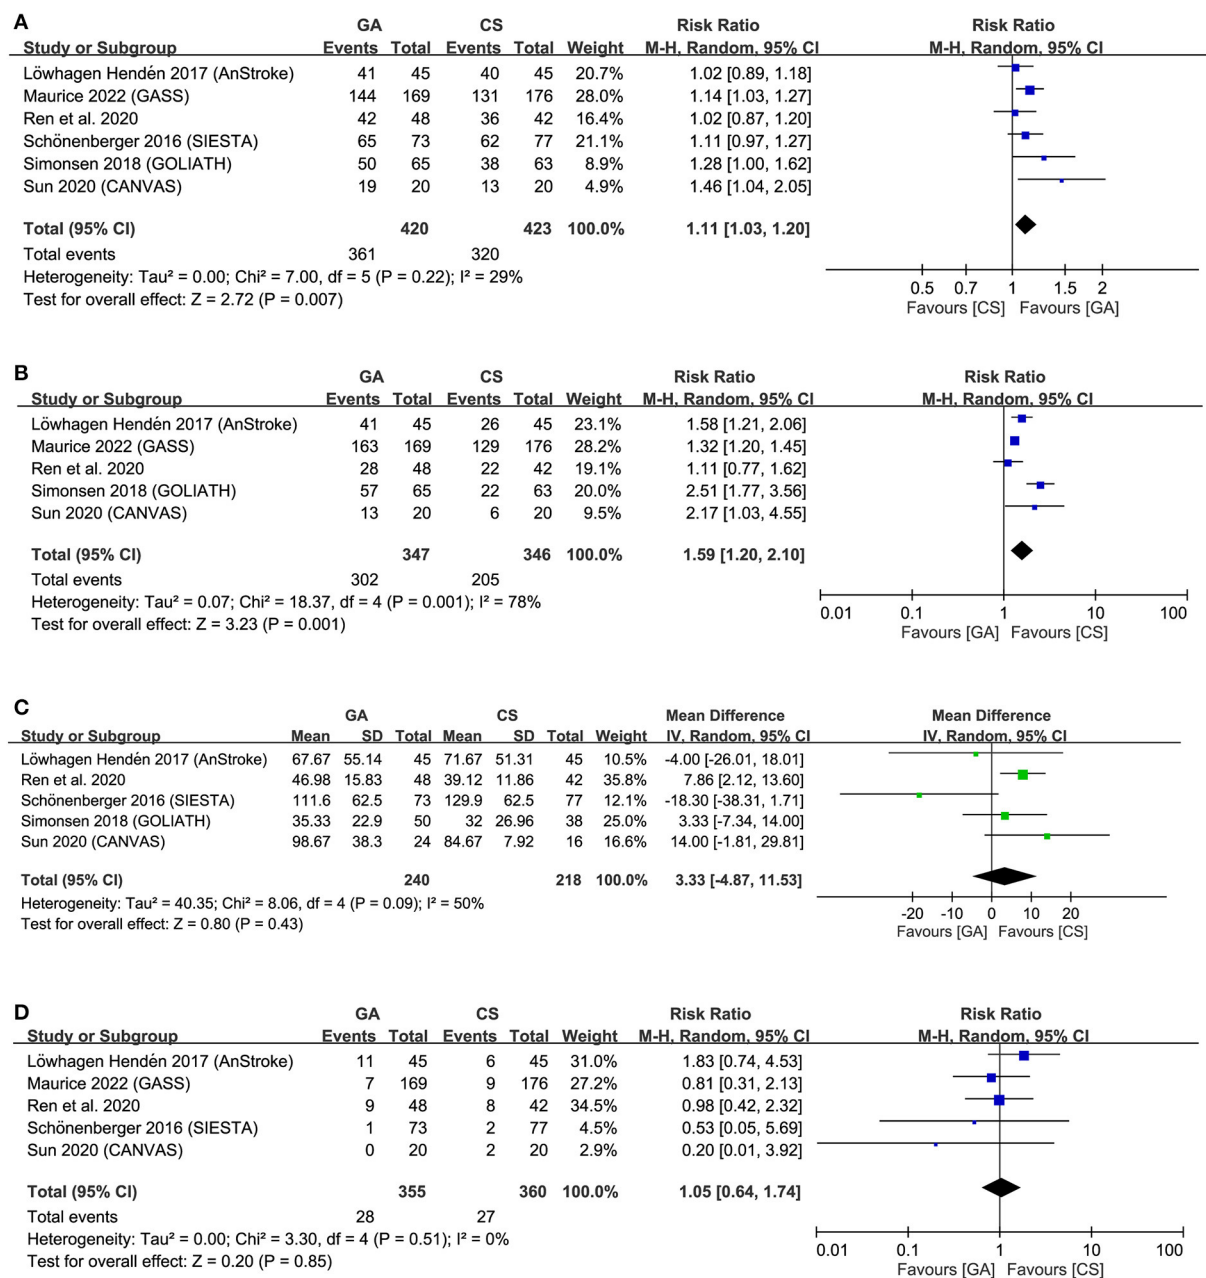 A
GA CS Risk Ratio Risk Ratio
Study or Subgroup Events Total Events Total Weight M-H, Random, 95% CI M-H, Random, 95% CI
Löwhagen Hendén 2017 (AnStroke) 41 45 40 45 20.7% 1.02 [0.89, 1.18]
Maurice 2022 (GASS) 144 169 131 176 28.0% 1.14 [1.03, 1.27]
Ren et al. 2020 42 48 36 42 16.4% 1.02 [0.87, 1.20]
Schönenberger 2016 (SIESTA) 65 73 62 77 21.1% 1.11 [0.97, 1.27]
Simonsen 2018 (GOLIATH) 50 65 38 63 8.9% 1.28 [1.00, 1.62]
Sun 2020 (CANVAS) 19 20 13 20 4.9% 1.46 [1.04, 2.05]
Total (95% CI) 420 423 100.0% 1.11 [1.03, 1.20]
Total events 361 320
Heterogeneity: Tau² = 0.00; Chi² = 7.00, df = 5 (P = 0.22); I² = 29%
Test for overall effect: Z = 2.72 (P = 0.007)
0.5 0.7 1 1.5 2
Favours [CS] Favours [GA]
B
GA CS Risk Ratio Risk Ratio
Study or Subgroup Events Total Events Total Weight M-H, Random, 95% CI M-H, Random, 95% CI
Löwhagen Hendén 2017 (AnStroke) 41 45 26 45 23.1% 1.58 [1.21, 2.06]
Maurice 2022 (GASS) 163 169 129 176 28.2% 1.32 [1.20, 1.45]
Ren et al. 2020 28 48 22 42 19.1% 1.11 [0.77, 1.62]
Simonsen 2018 (GOLIATH) 57 65 22 63 20.0% 2.51 [1.77, 3.56]
Sun 2020 (CANVAS) 13 20 6 20 9.5% 2.17 [1.03, 4.55]
Total (95% CI) 347 346 100.0% 1.59 [1.20, 2.10]
Total events 302 205
Heterogeneity: Tau² = 0.07; Chi² = 18.37, df = 4 (P = 0.001); I² = 78%
Test for overall effect: Z = 3.23 (P = 0.001)
0.01 0.1 1 10 100
Favours [GA] Favours [CS]
C
GA CS Mean Difference Mean Difference
Study or Subgroup Mean SD Total Mean SD Total Weight IV, Random, 95% CI IV, Random, 95% CI
Löwhagen Hendén 2017 (AnStroke) 67.67 55.14 45 71.67 51.31 45 10.5% -4.00 [-26.01, 18.01]
Ren et al. 2020 46.98 15.83 48 39.12 11.86 42 35.8% 7.86 [2.12, 13.60]
Schönenberger 2016 (SIESTA) 111.6 62.5 73 129.9 62.5 77 12.1% -18.30 [-38.31, 1.71]
Simonsen 2018 (GOLIATH) 35.33 22.9 50 32 26.96 38 25.0% 3.33 [-7.34, 14.00]
Sun 2020 (CANVAS) 98.67 38.3 24 84.67 7.92 16 16.6% 14.00 [-1.81, 29.81]
Total (95% CI) 240 218 100.0% 3.33 [-4.87, 11.53]
Heterogeneity: Tau² = 40.35; Chi² = 8.06, df = 4 (P = 0.09); I² = 50%
Test for overall effect: Z = 0.80 (P = 0.43)
-20 -10 0 10 20
Favours [GA] Favours [CS]
D
GA CS Risk Ratio Risk Ratio
Study or Subgroup Events Total Events Total Weight M-H, Random, 95% CI M-H, Random, 95% CI
Löwhagen Hendén 2017 (AnStroke) 11 45 6 45 31.0% 1.83 [0.74, 4.53]
Maurice 2022 (GASS) 7 169 9 176 27.2% 0.81 [0.31, 2.13]
Ren et al. 2020 9 48 8 42 34.5% 0.98 [0.42, 2.32]
Schönenberger 2016 (SIESTA) 1 73 2 77 4.5% 0.53 [0.05, 5.69]
Sun 2020 (CANVAS) 0 20 2 20 2.9% 0.20 [0.01, 3.92]
Total (95% CI) 355 360 100.0% 1.05 [0.64, 1.74]
Total events 28 27
Heterogeneity: Tau² = 0.00; Chi² = 3.30, df = 4 (P = 0.51); I² = 0%
Test for overall effect: Z = 0.20 (P = 0.85)
0.01 0.1 1 10 100
Favours [GA] Favours [CS]